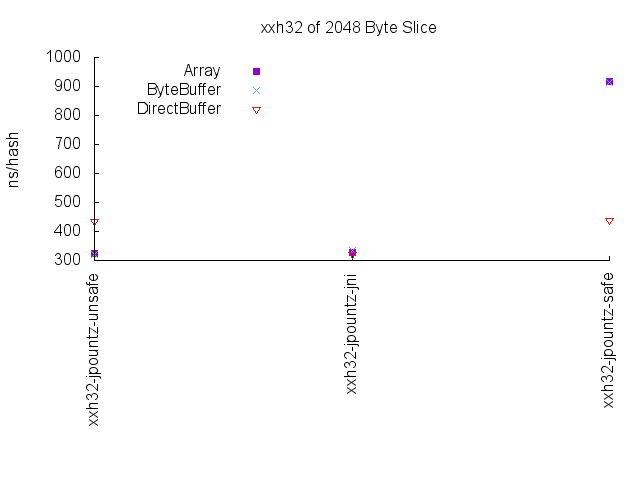 xxh32 of 2048 Byte Slice
ns/hash
1000
900
800
700
600
500
400
300
Array
ByteBuffer
DirectBuffer
xxh32-jpountz-unsafe
xxh32-jpountz-jni
xxh32-jpountz-safe